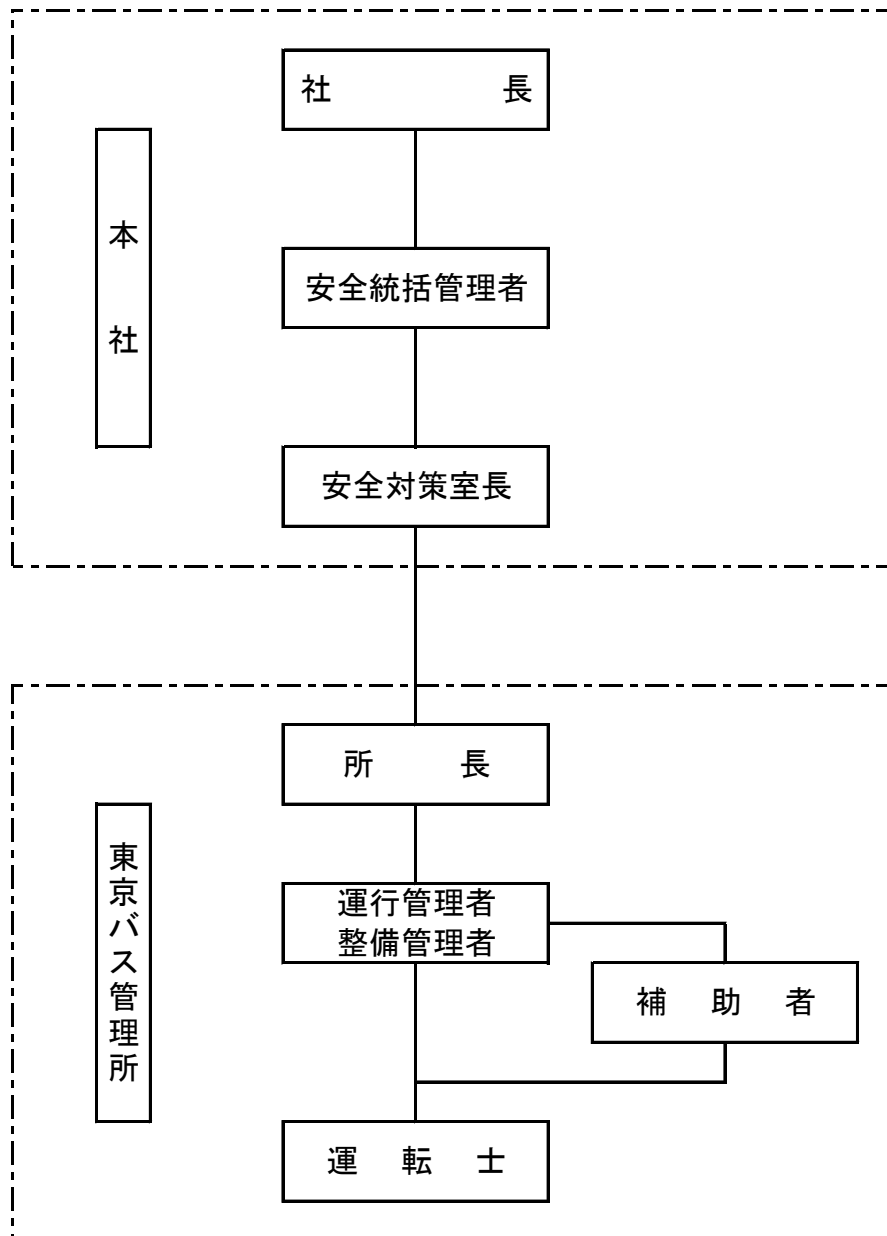 社長
本社
安全統括管理者
安全対策室長
所長
東京バス管理所
運行管理者
整備管理者
補助者
運転士